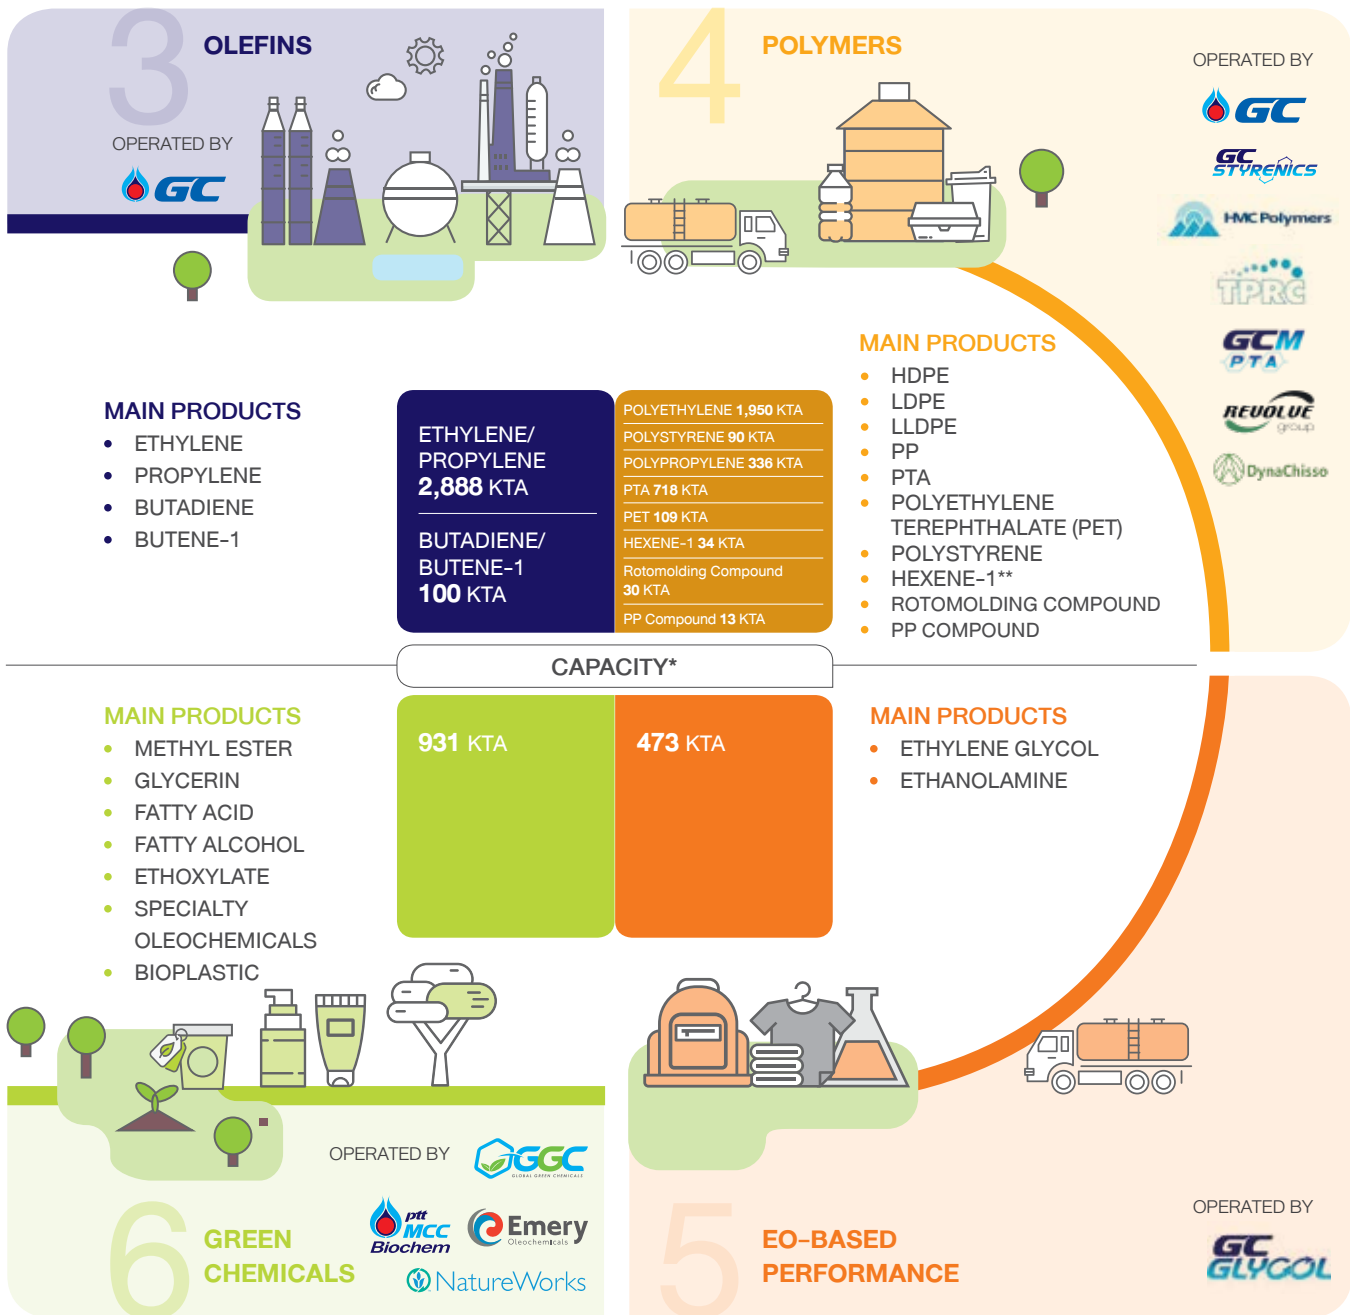 3
OLEFINS
OPERATED BY
GC
4
POLYMERS
OPERATED BY
GC
GC
STYRENICS
HMC Polymers
TPRC
GCM
PTA
REVOLVE
group
DynaChisso
MAIN PRODUCTS
• ETHYLENE
• PROPYLENE
• BUTADIENE
• BUTENE-1
ETHYLENE/
PROPYLENE
2,888 KTA
BUTADIENE/
BUTENE-1
100 KTA
POLYETHYLENE 1,950 KTA
POLYSTYRENE 90 KTA
POLYPROPYLENE 336 KTA
PTA 718 KTA
PET 109 KTA
HEXENE-1 34 KTA
Rotomolding Compound
30 KTA
PP Compound 13 KTA
MAIN PRODUCTS
• HDPE
• LDPE
• LLDPE
• PP
• PTA
• POLYETHYLENE
TEREPHTHALATE (PET)
• POLYSTYRENE
• HEXENE-1**
• ROTOMOLDING COMPOUND
• PP COMPOUND
CAPACITY*
MAIN PRODUCTS
• METHYL ESTER
• GLYCERIN
• FATTY ACID
• FATTY ALCOHOL
• ETHOXYLATE
• SPECIALTY
OLEOCHEMICALS
• BIOPLASTIC
931 KTA
473 KTA
MAIN PRODUCTS
• ETHYLENE GLYCOL
• ETHANOLAMINE
OPERATED BY
GGC
GLOBAL GREEN CHEMICALS
ptt
MCC
Biochem
Emery
Oleochemicals
NatureWorks
6
GREEN
CHEMICALS
5
EO-BASED
PERFORMANCE
OPERATED BY
GC
GLYCOL